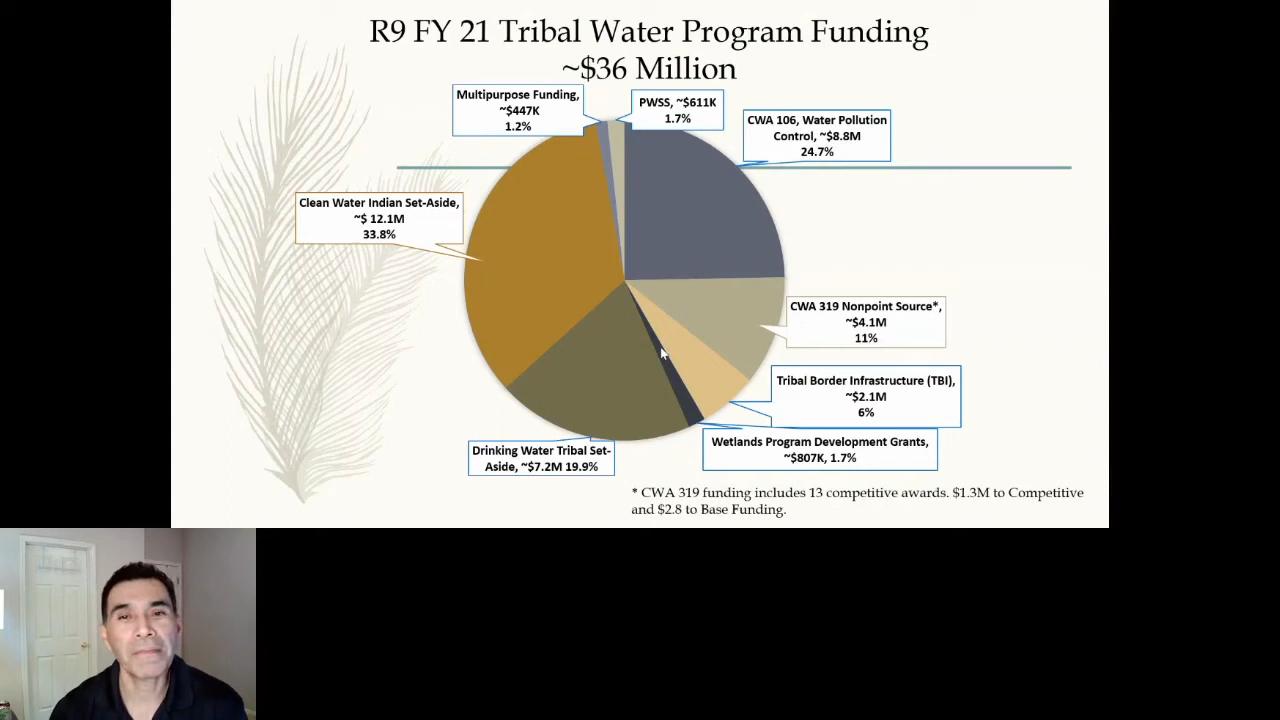 R9 FY 21 Tribal Water Program Funding
~$36 Million
Multipurpose Funding,
~$447K
1.2%
PWSS, ~$611K
1.7%
CWA 106, Water Pollution
Control, ~$8.8M
24.7%
Clean Water Indian Set-Aside,
~$ 12.1M
33.8%
CWA 319 Nonpoint Source*,
~$4.1M
11%
Tribal Border Infrastructure (TBI),
~$2.1M
6%
Wetlands Program Development Grants,
~$807K, 1.7%
Drinking Water Tribal Set-
Aside, ~$7.2M 19.9%
* CWA 319 funding includes 13 competitive awards. $1.3M to Competitive
and $2.8 to Base Funding.